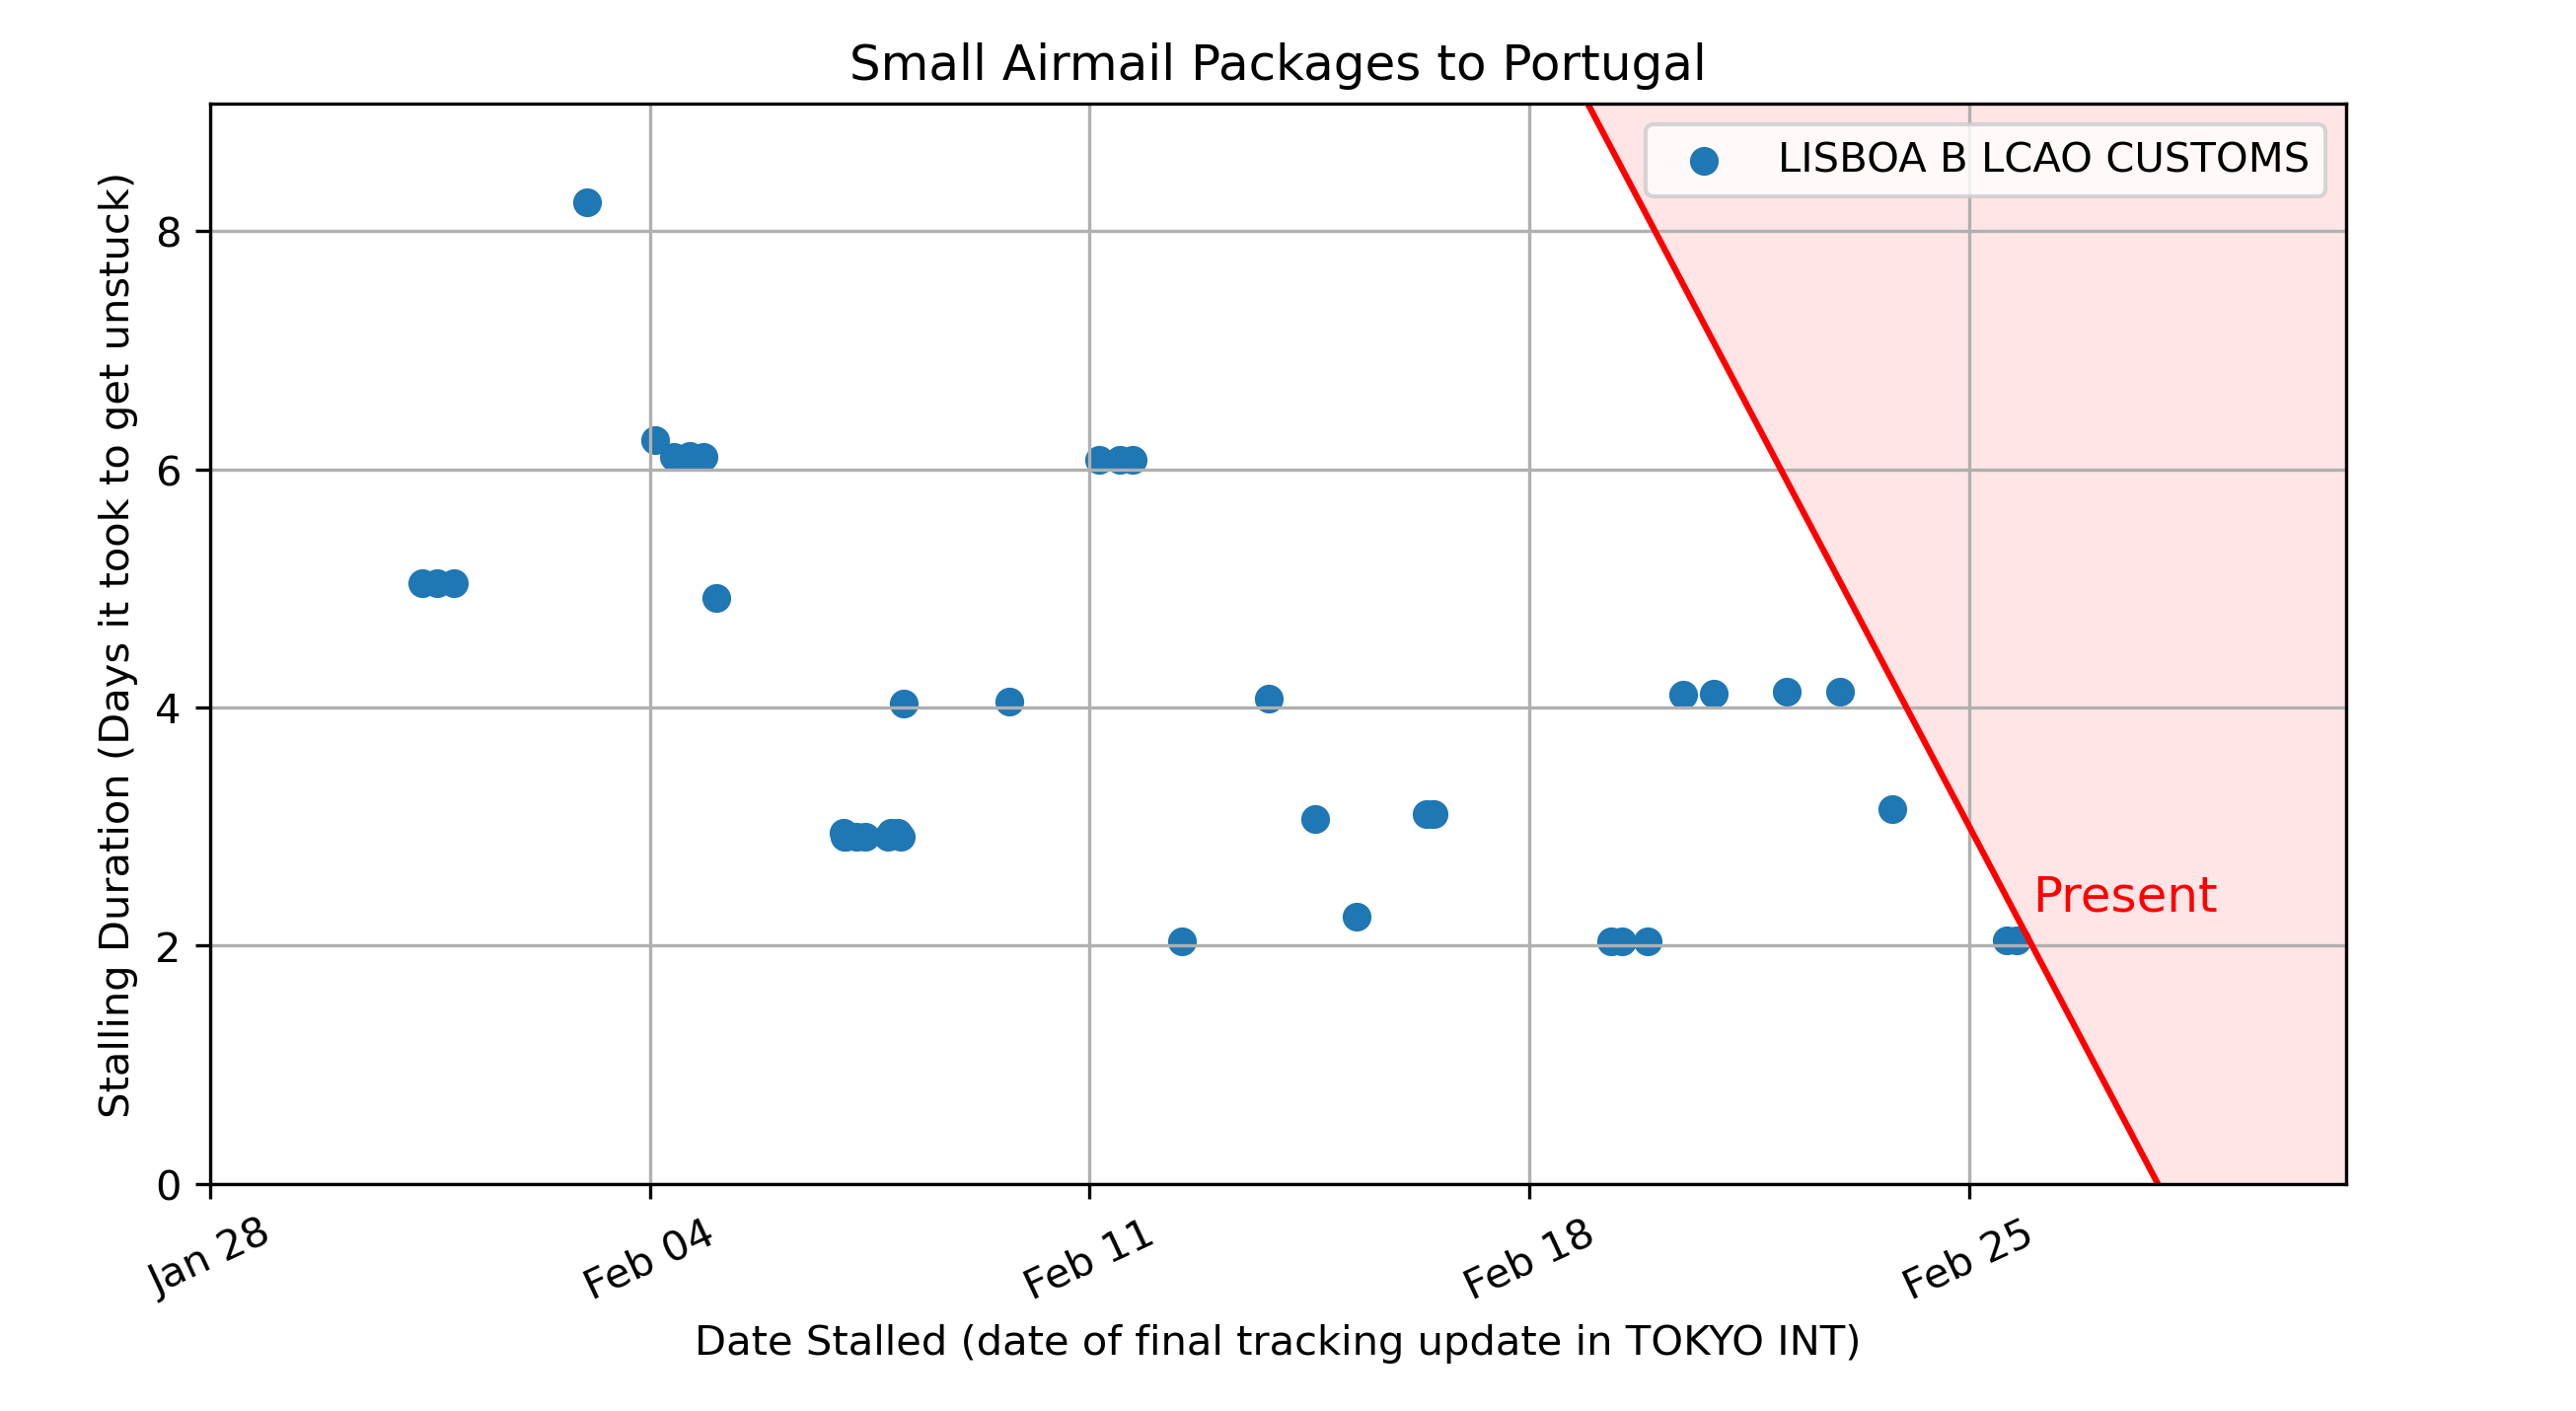 Small Airmail Packages to Portugal
LISBOA B LCAO CUSTOMS
Stalling Duration (Days it took to get unstuck)
8
6
4
2
0
Present
Jan 28
Feb 04
Feb 11
Feb 18
Feb 25
Date Stalled (date of final tracking update in TOKYO INT)